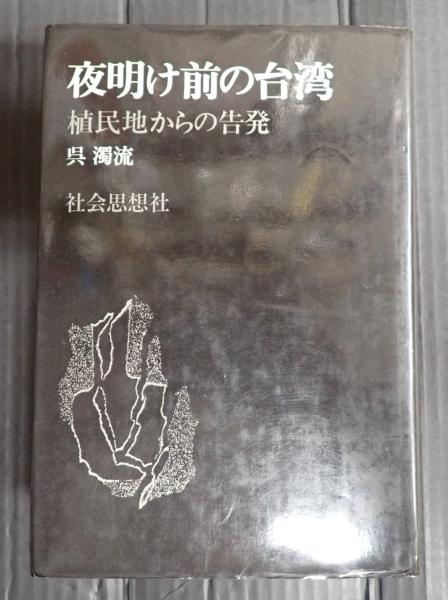 夜明け前の台湾
植民地からの告発
呉 濁流
社会思想社